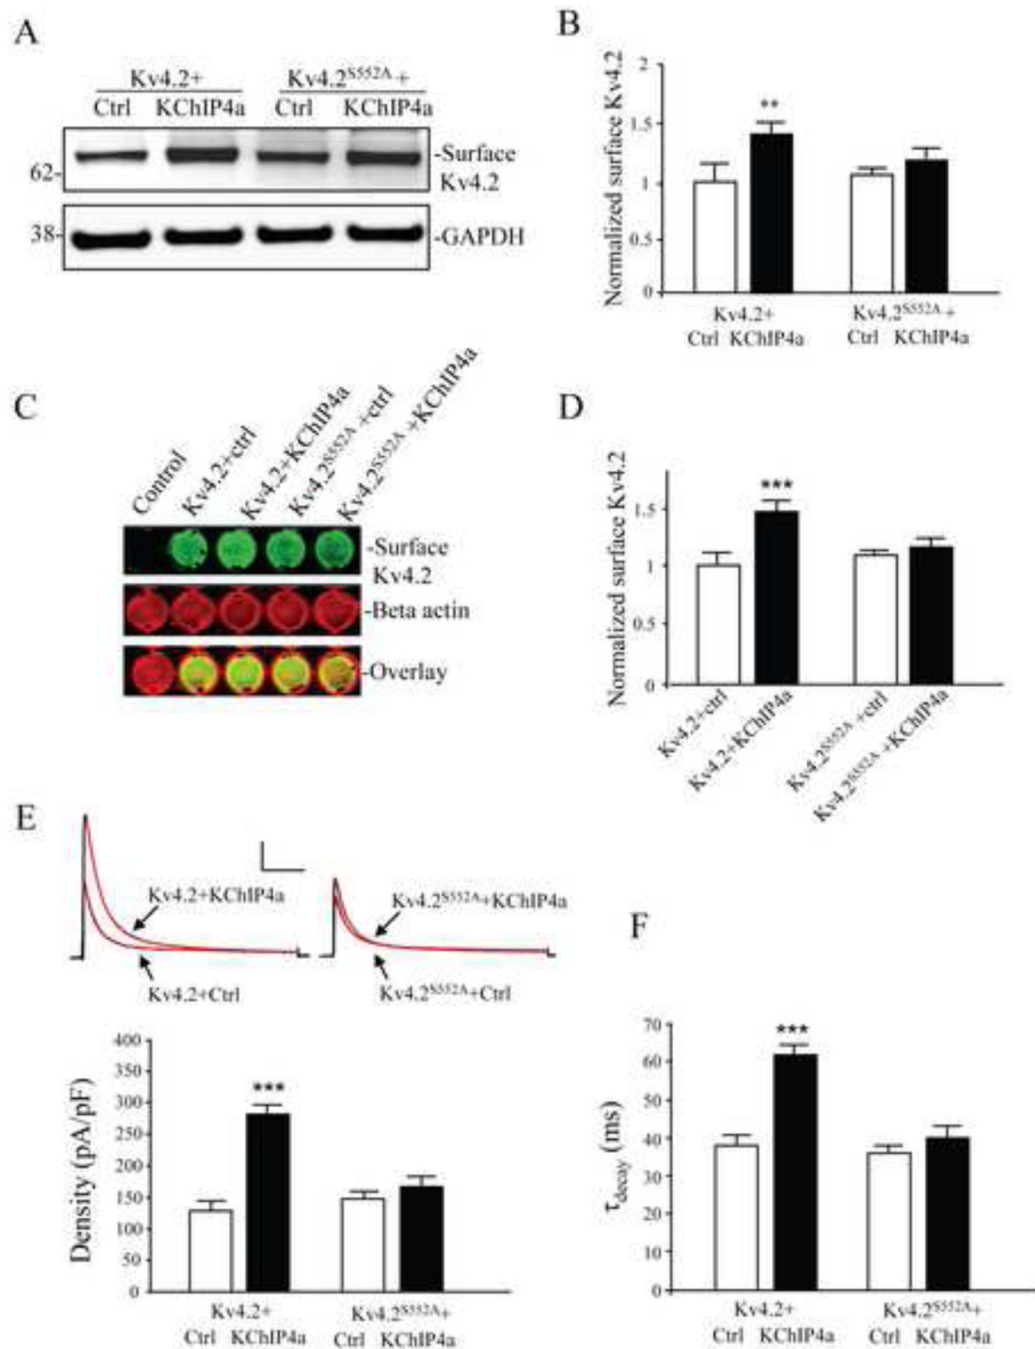 A
Kv4.2+ Kv4.2S552A+
Ctrl KChIP4a Ctrl KChIP4a
62-
-Surface
Kv4.2
38-
-GAPDH
B
Normalized surface Kv4.2
2
1.5
1
0.5
0
**
Kv4.2+ Kv4.2S552A+
Ctrl KChIP4a Ctrl KChIP4a
C
Control
Kv4.2+ctrl
Kv4.2+KChIP4a
Kv4.2S552A +ctrl
Kv4.2S552A +KChIP4a
-Surface
Kv4.2
-Beta actin
-Overlay
D
Normalized surface Kv4.2
1.5
1
0.5
0
***
Kv4.2+ctrl
Kv4.2+KChIP4a
Kv4.2S552A +ctrl
Kv4.2S552A +KChIP4a
E
Kv4.2+KChIP4a
Kv4.2+Ctrl
Kv4.2S552A+KChIP4a
Kv4.2S552A+Ctrl
Density (pA/pF)
400
350
300
250
200
150
100
50
0
***
Kv4.2+ Kv4.2S552A+
Ctrl KChIP4a Ctrl KChIP4a
F
τdecay (ms)
70
60
50
40
30
20
10
0
***
Kv4.2+ Kv4.2S552A+
Ctrl KChIP4a Ctrl KChIP4a